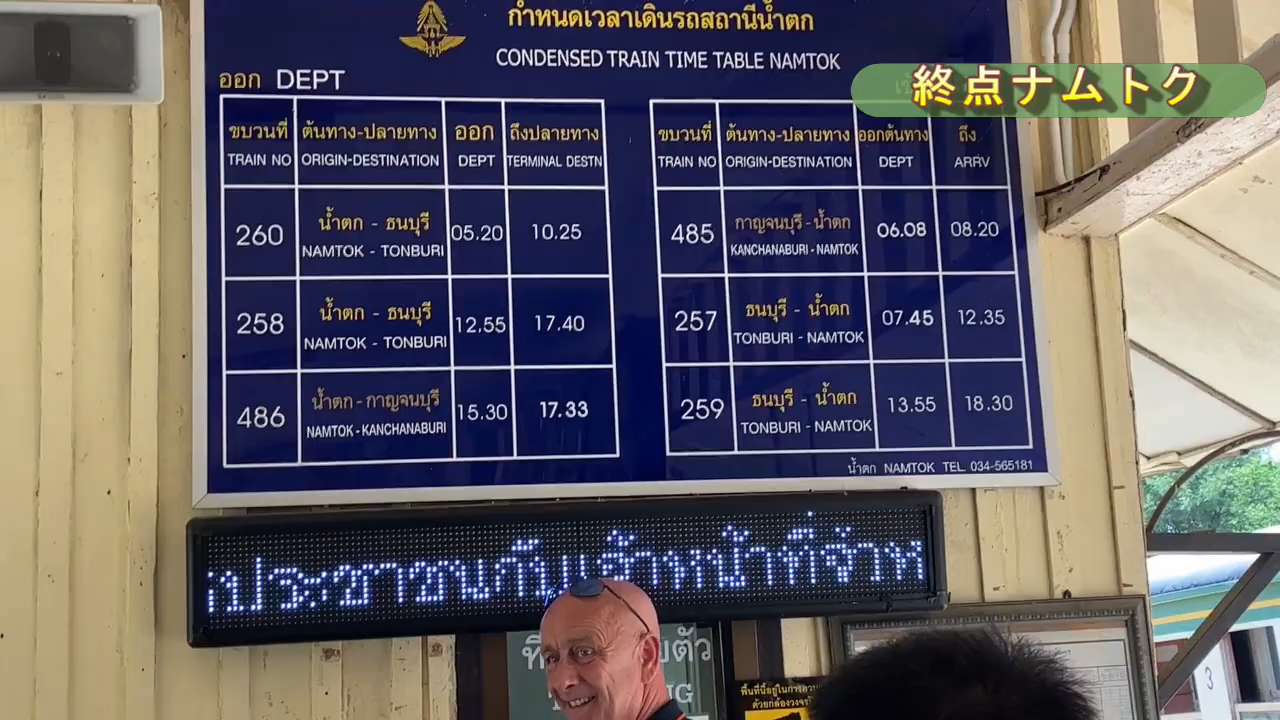 กำหนดเวลาเดินรถสถานีน้ำตก
CONDENSED TRAIN TIME TABLE NAMTOK
終点ナムトク
ออก DEPT
ขบวนที่ ต้นทาง-ปลายทาง ออก ถึงปลายทาง
TRAIN NO ORIGIN-DESTINATION DEPT TERMINAL DESTN
260 น้ำตก - ธนบุรี 05.20 10.25
NAMTOK - TONBURI
258 น้ำตก - ธนบุรี 12.55 17.40
NAMTOK - TONBURI
486 น้ำตก-กาญจนบุรี 15.30 17.33
NAMTOK-KANCHANABURI
ขบวนที่ ต้นทาง-ปลายทาง ออกต้นทาง ถึง
TRAIN NO ORIGIN-DESTINATION DEPT ARRV
485 กาญจนบุรี-น้ำตก 06.08 08.20
KANCHANABURI - NAMTOK
257 ธนบุรี - น้ำตก 07.45 12.35
TONBURI - NAMTOK
259 ธนบุรี - น้ำตก 13.55 18.30
TONBURI - NAMTOK
น้ำตก NAMTOK TEL 034-565181
ประชาชนกับเจ้าหน้าที่จำห
3